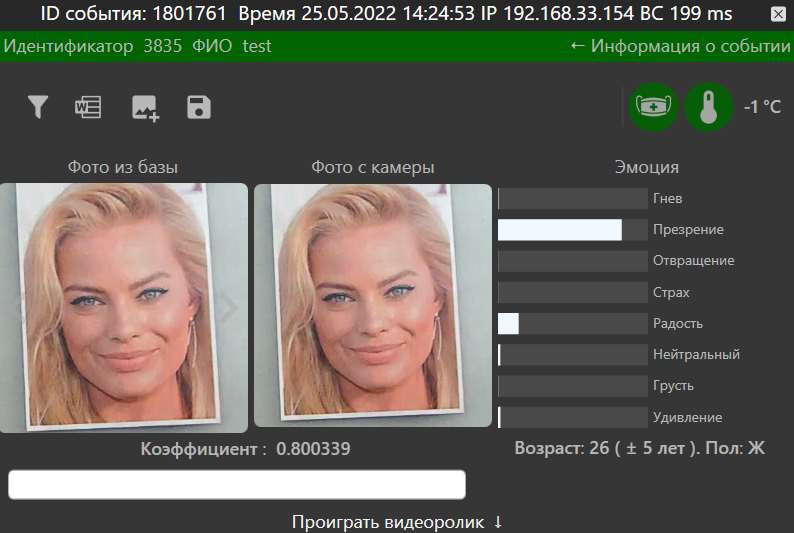 ID события: 1801761 Время 25.05.2022 14:24:53 IP 192.168.33.154 ВС 199 ms
Идентификатор 3835 ФИО test ← Информация о событии
-1 °C
Фото из базы Фото с камеры Эмоция
Гнев
Презрение
Отвращение
Страх
Радость
Нейтральный
Грусть
Удивление
Коэффициент : 0.800339 Возраст: 26 ( ± 5 лет ). Пол: Ж
Проиграть видеоролик ↓